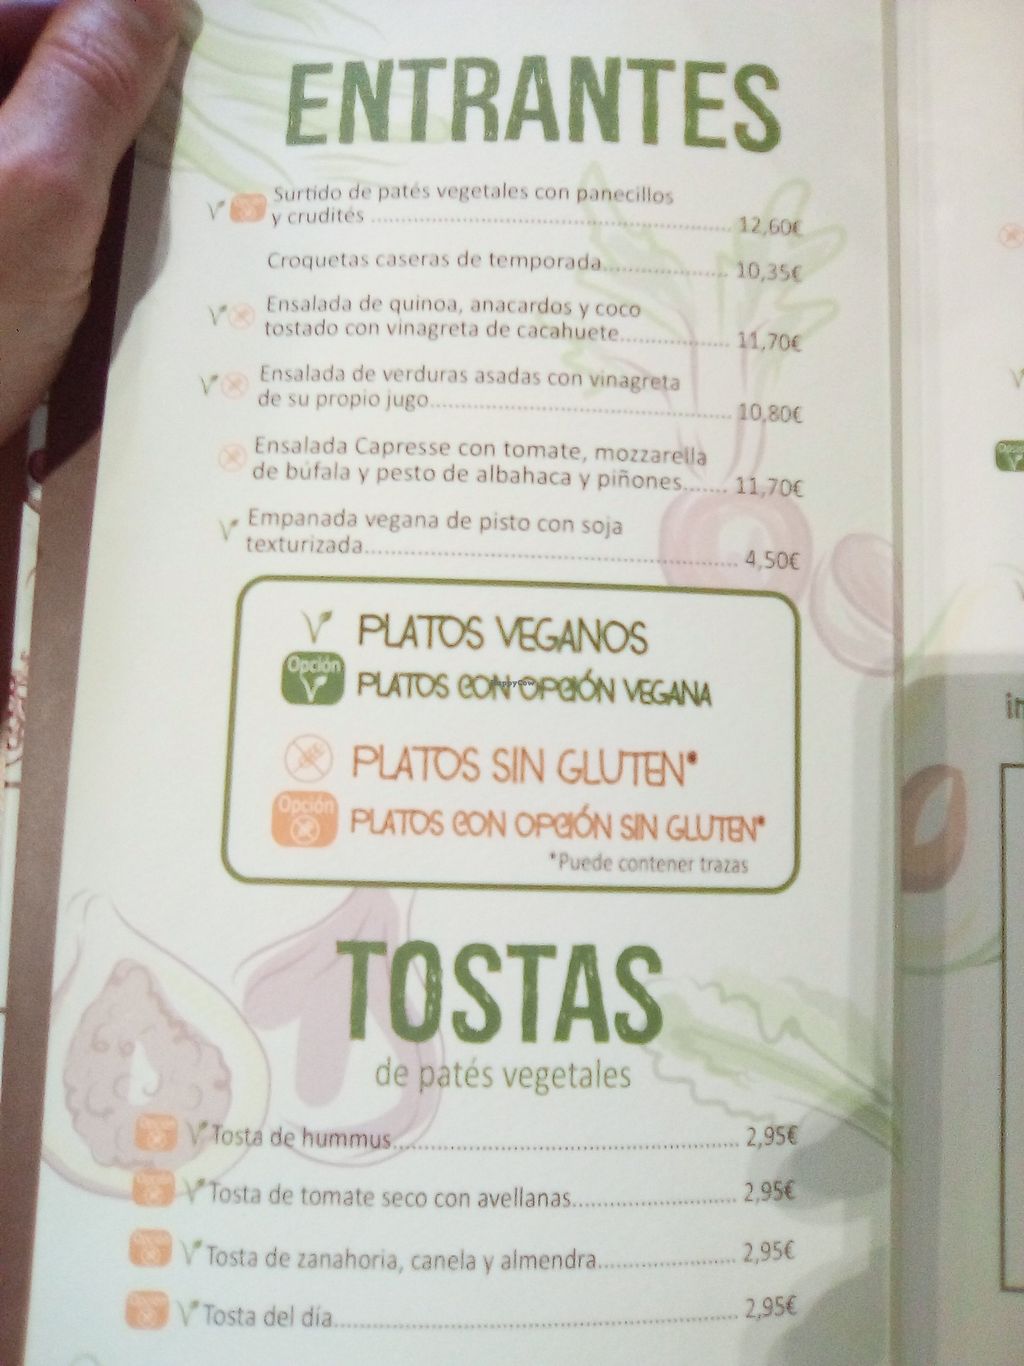 ENTRANTES
Surtido de patés vegetales con panecillos
y crudités ........ 12,60€
Croquetas caseras de temporada........ 10,35€
Ensalada de quinoa, anacardos y coco
tostado con vinagreta de cacahuete........ 11,70€
Ensalada de verduras asadas con vinagreta
de su propio jugo........ 10,80€
Ensalada Capresse con tomate, mozzarella
de búfala y pesto de albahaca y piñones....... 11,70€
Empanada vegana de pisto con soja
texturizada........ 4,50€
PLATOS VEGANOS
Opción
PLATOS CON OPCIÓN VEGANA
HappyCow
PLATOS SIN GLUTEN*
Opción
PLATOS CON OPCIÓN SIN GLUTEN*
*Puede contener trazas
TOSTAS
de patés vegetales
Tosta de hummus........ 2,95€
Tosta de tomate seco con avellanas........ 2,95€
Tosta de zanahoria, canela y almendra........ 2,95€
Tosta del día........ 2,95€